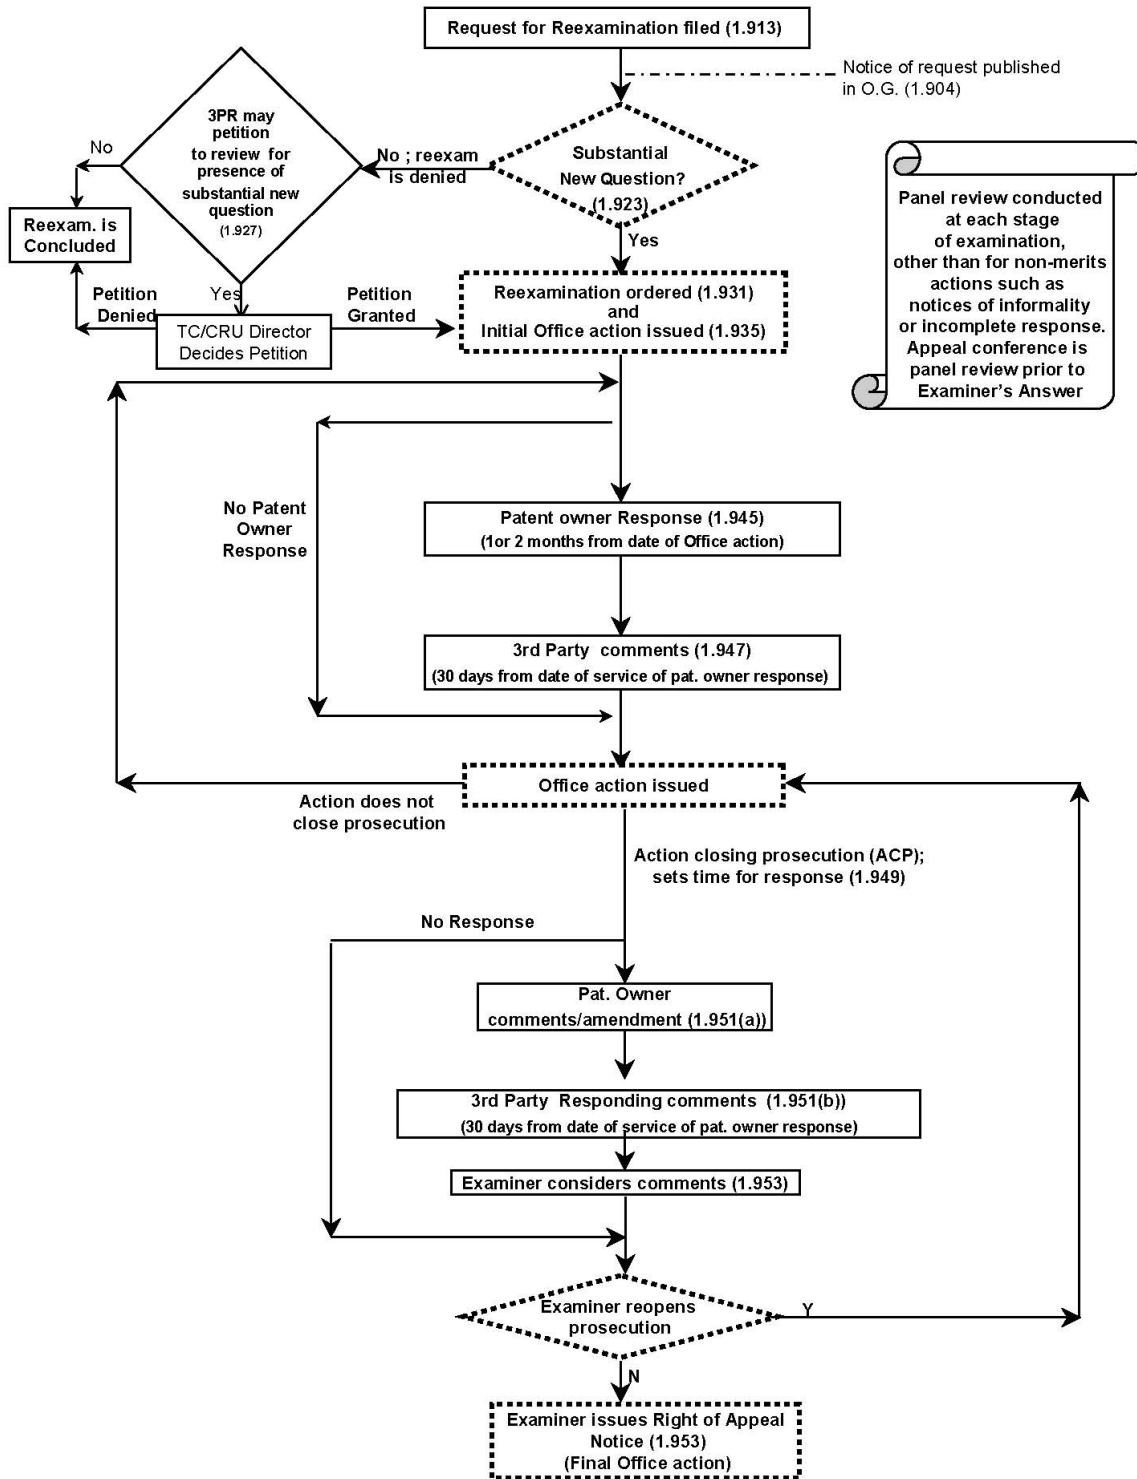 Request for Reexamination filed (1.913)
Notice of request published
in O.G. (1.904)
3PR may
petition
to review for
presence of
substantial new
question
(1.927)
No
No ; reexam
is denied
Substantial
New Question?
(1.923)
Yes
Reexam. is
Concluded
Petition
Denied
Yes
Petition
Granted
TC/CRU Director
Decides Petition
Reexamination ordered (1.931)
and
Initial Office action issued (1.935)
Panel review conducted
at each stage
of examination,
other than for non-merits
actions such as
notices of informality
or incomplete response.
Appeal conference is
panel review prior to
Examiner's Answer
No Patent
Owner
Response
Patent owner Response (1.945)
(1or 2 months from date of Office action)
3rd Party comments (1.947)
(30 days from date of service of pat. owner response)
Office action issued
Action does not
close prosecution
Action closing prosecution (ACP);
sets time for response (1.949)
No Response
Pat. Owner
comments/amendment (1.951(a))
3rd Party Responding comments (1.951(b))
(30 days from date of service of pat. owner response)
Examiner considers comments (1.953)
Examiner reopens
prosecution
Y
N
Examiner issues Right of Appeal
Notice (1.953)
(Final Office action)